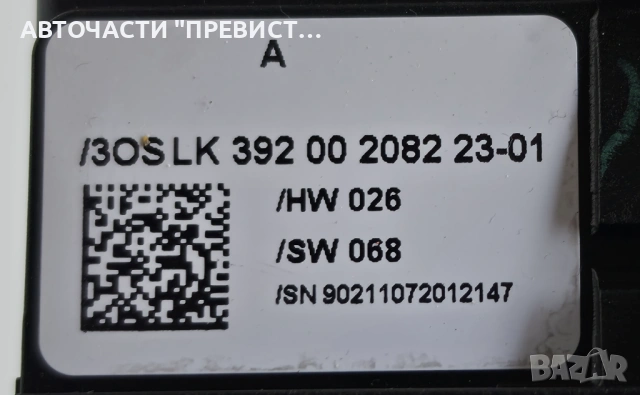 АВТОЧАСТИ "ПРЕВИСТ...
A
/3OS LK 392 00 2082 23-01
/HW 026
/SW 068
/SN 90211072012147
BAZAR